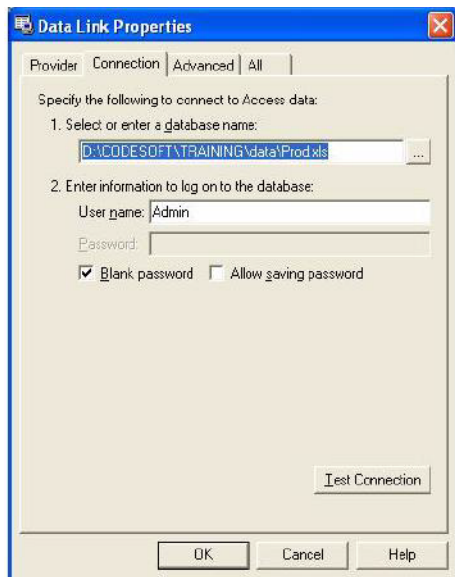 Data Link Properties
Provider Connection Advanced All
Specify the following to connect to Access data:
1. Select or enter a database name:
D:\CODESOFT\TRAINING\data\Prod.xls ...
2. Enter information to log on to the database:
User name: Admin
Password:
Blank password Allow saving password
Test Connection
OK Cancel Help